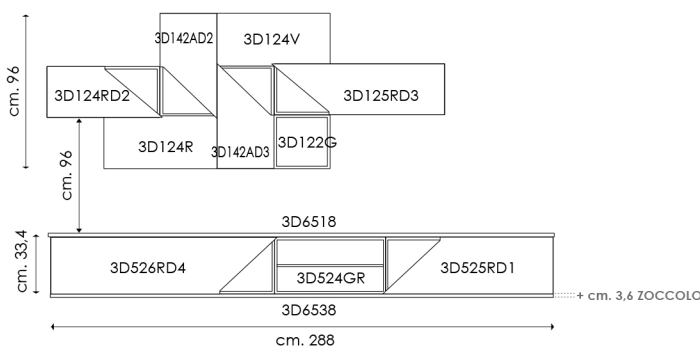 3D142AD2
3D124V
cm. 96
3D124RD2
3D125RD3
3D124R
3D142AD3
3D122G
cm. 96
3D6518
cm. 33,4
3D526RD4
3D524GR
3D525RD1
+ cm. 3,6 ZOCCOLO
3D6538
cm. 288